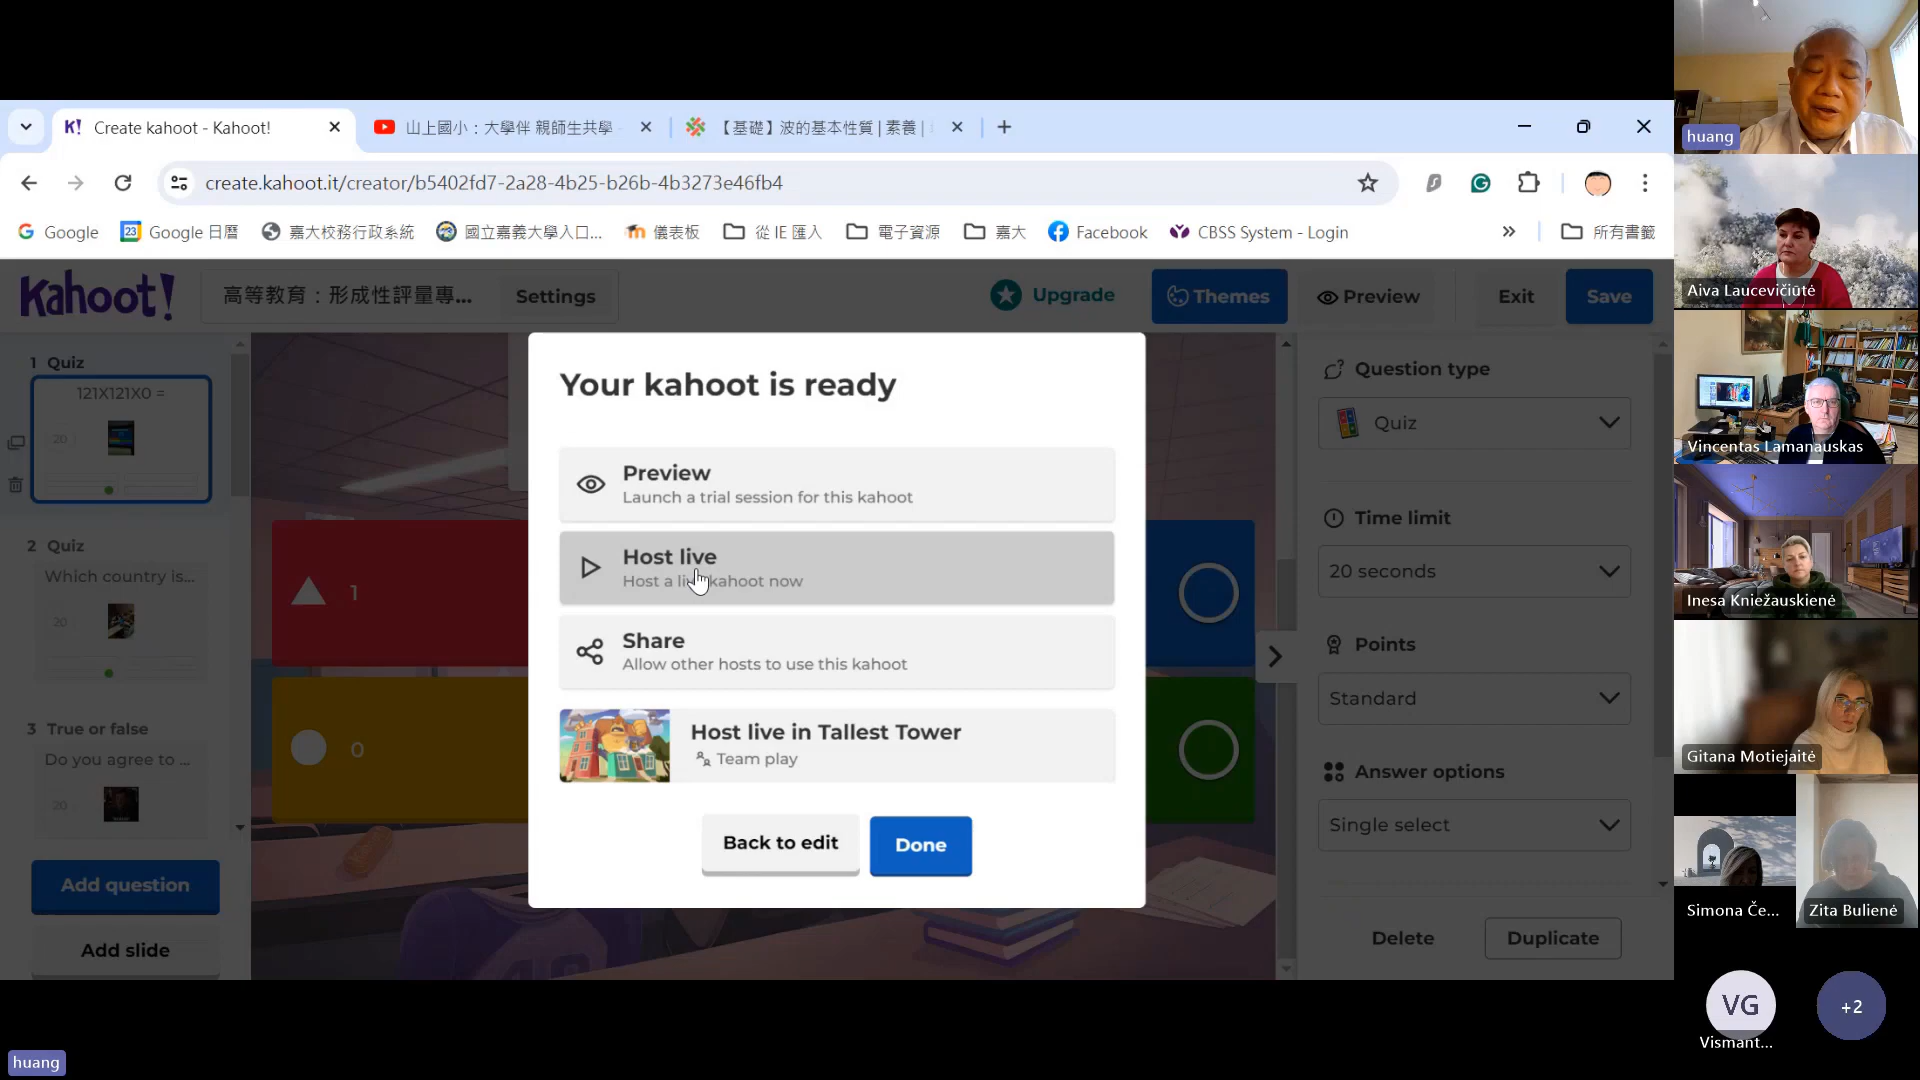 Create kahoot - Kahoot!
山上國小：大學伴 親師生共學
【基礎】波的基本性質 | 素養 |
create.kahoot.it/creator/b5402fd7-2a28-4b25-b26b-4b3273e46fb4
Google
23
Google 日曆
嘉大校務行政系統
國立嘉義大學入口...
儀表板
從 IE 匯入
電子資源
嘉大
Facebook
CBSS System - Login
所有書籤
Kahoot!
高等教育：形成性評量專...
Settings
Upgrade
Themes
Preview
Exit
Save
1 Quiz
121X121X0 =
20
2 Quiz
Which country is...
20
3 True or false
Do you agree to ...
20
Add question
Add slide
1
0
Your kahoot is ready
Preview
Launch a trial session for this kahoot
Host live
Host a live kahoot now
Share
Allow other hosts to use this kahoot
Host live in Tallest Tower
Team play
Back to edit
Done
Question type
Quiz
Time limit
20 seconds
Points
Standard
Answer options
Single select
Delete
Duplicate
huang
Aiva Laucevičiūtė
Vincentas Lamanauskas
Inesa Kniežauskienė
Gitana Motiejaitė
Simona Če...
Zita Bulienė
VG
Vismant...
+2
huang